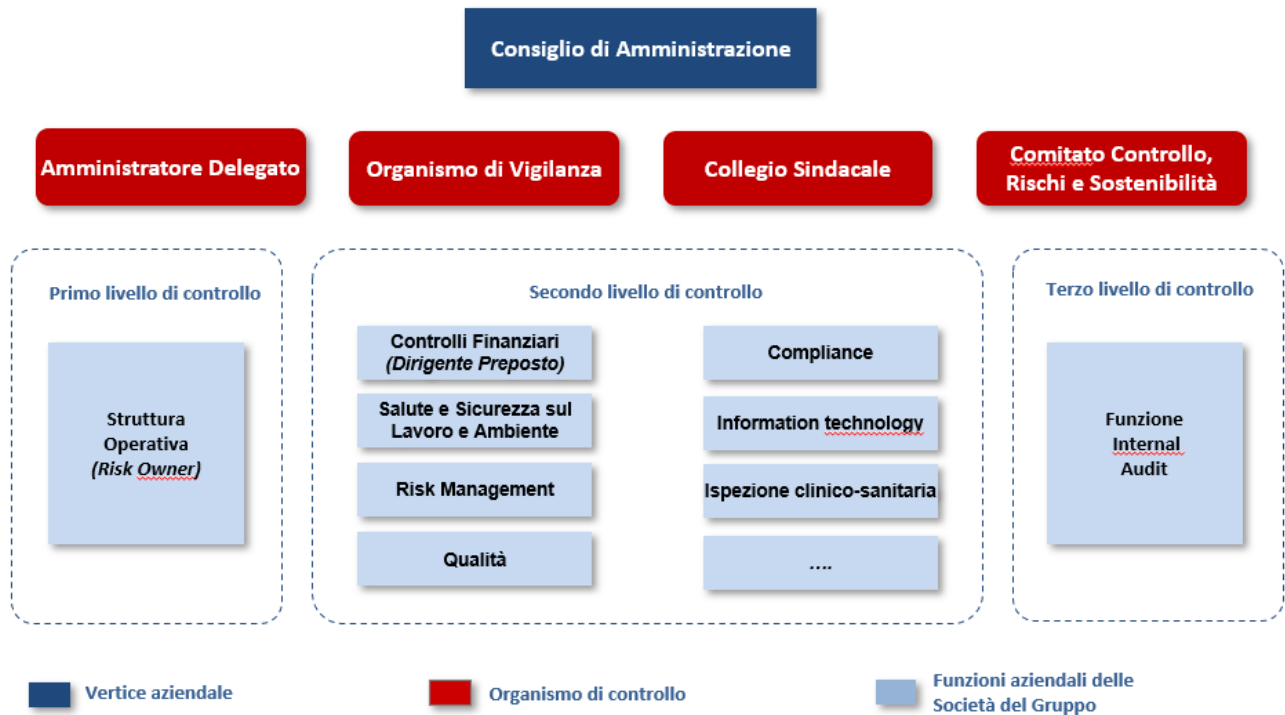 Consiglio di Amministrazione
Amministratore Delegato
Organismo di Vigilanza
Collegio Sindacale
Comitato Controllo,
Rischi e Sostenibilità
Primo livello di controllo
Struttura
Operativa
(Risk Owner)
Secondo livello di controllo
Controlli Finanziari
(Dirigente Preposto)
Salute e Sicurezza sul
Lavoro e Ambiente
Risk Management
Qualità
Compliance
Information technology
Ispezione clinico-sanitaria
....
Terzo livello di controllo
Funzione
Internal
Audit
Vertice aziendale
Organismo di controllo
Funzioni aziendali delle
Società del Gruppo